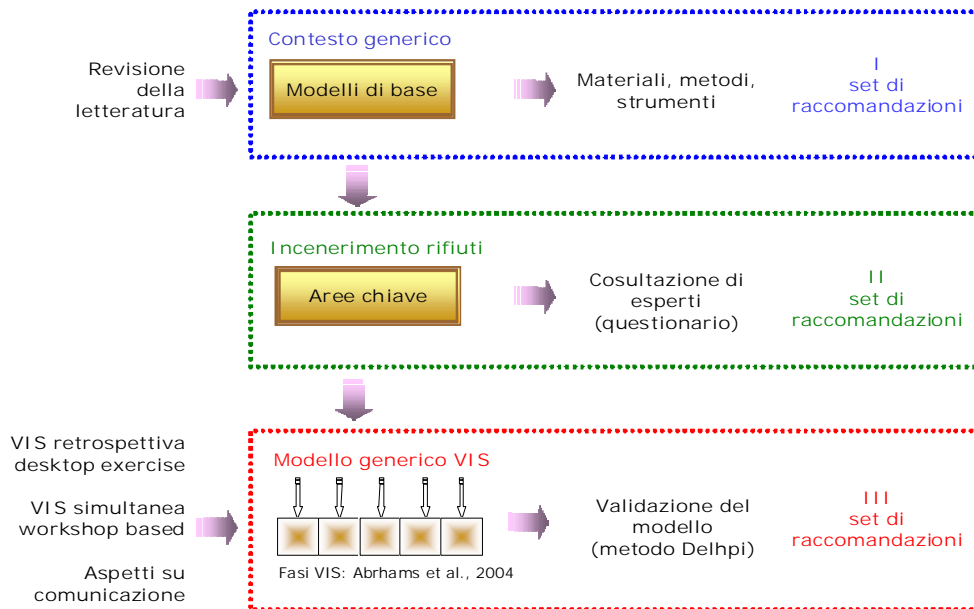 Contesto generico
Revisione
della
letteratura
Modelli di base
Materiali, metodi,
strumenti
I
set di
raccomandazioni
Incenerimento rifiuti
Aree chiave
Cosultazione di
esperti
(questionario)
II
set di
raccomandazioni
VIS retrospettiva
desktop exercise
VIS simultanea
workshop based
Aspetti su
comunicazione
Modello generico VIS
Fasi VIS: Abrhams et al., 2004
Validazione del
modello
(metodo Delhpi)
III
set di
raccomandazioni